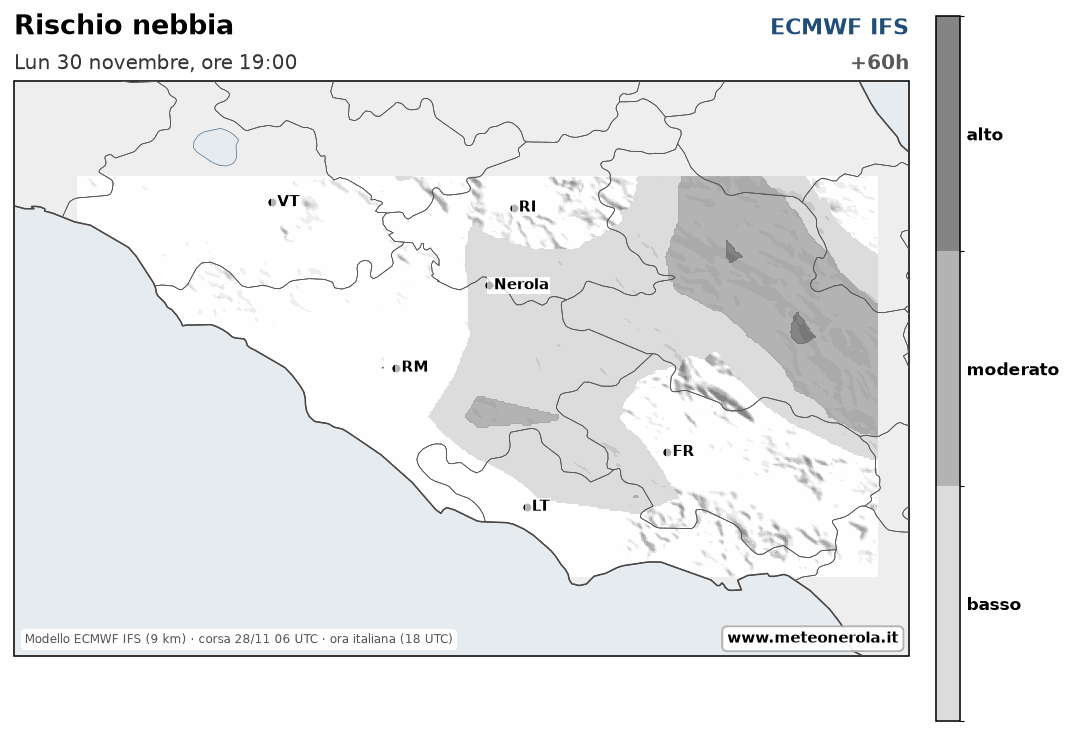 Rischio nebbia
ECMWF IFS
Lun 30 novembre, ore 19:00
+60h
alto
VT
RI
Nerola
moderato
RM
FR
LT
basso
Modello ECMWF IFS (9 km) · corsa 28/11 06 UTC · ora italiana (18 UTC)
www.meteonerola.it